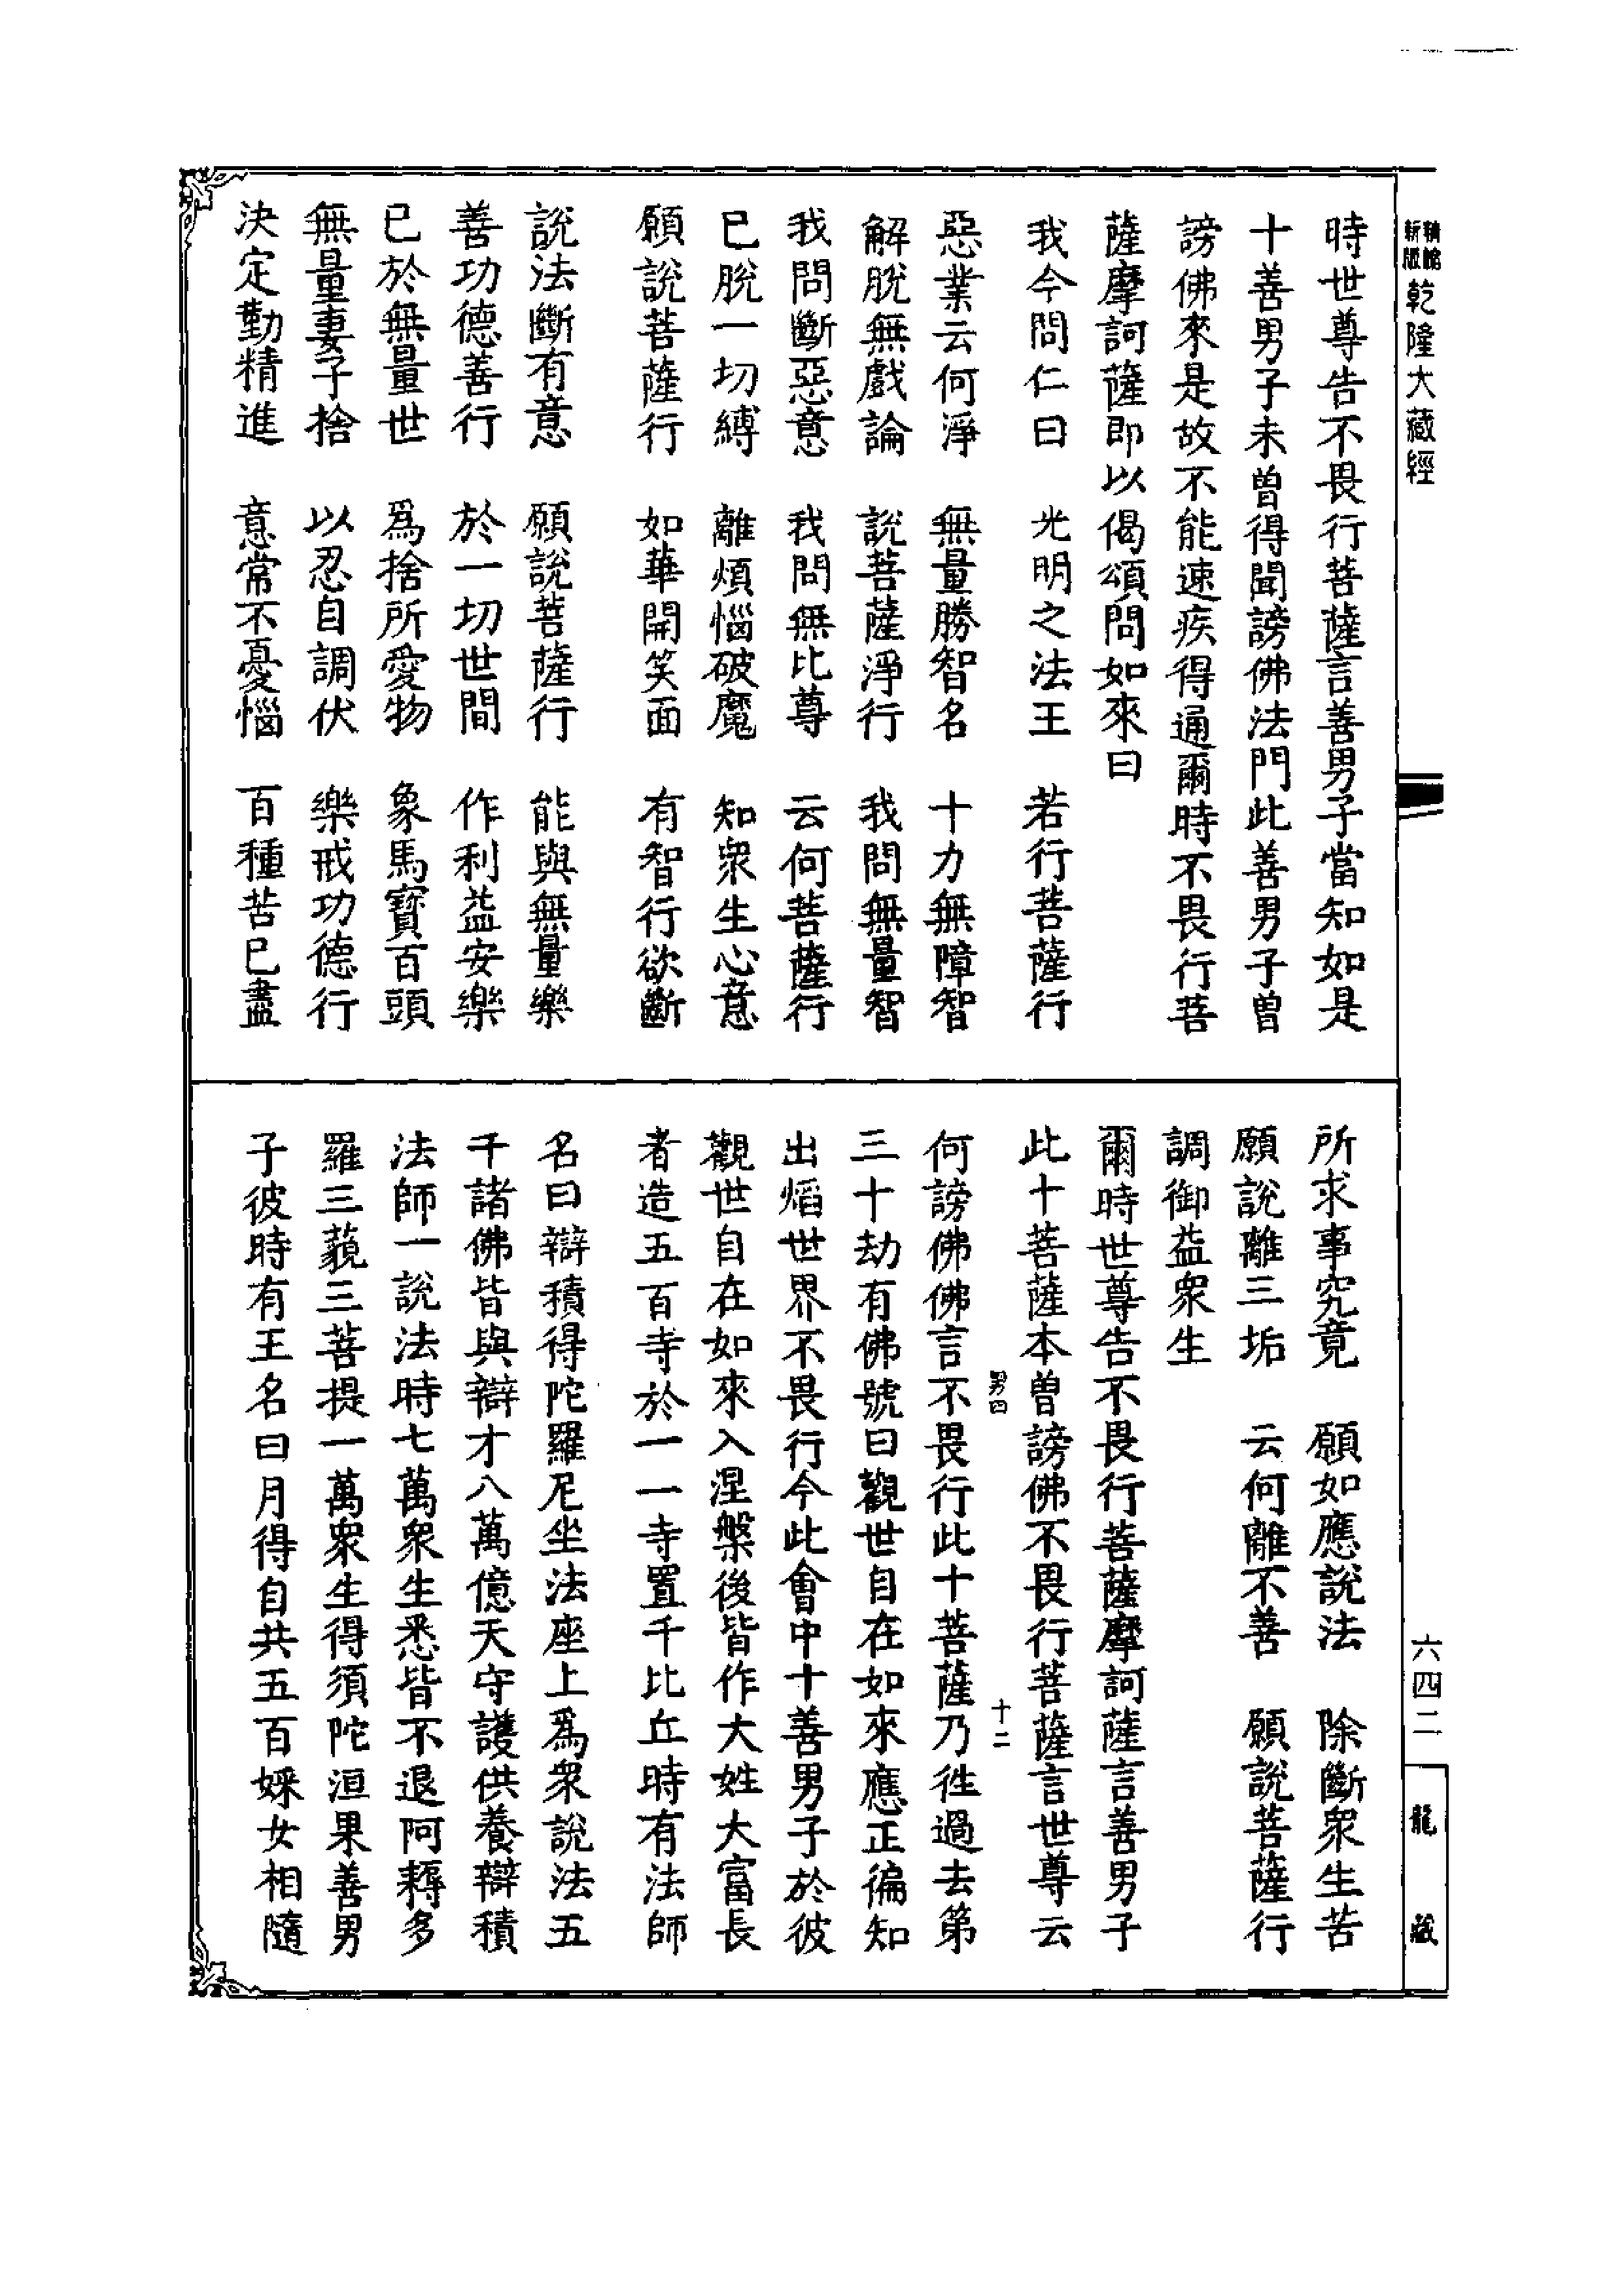 新版 精縮
乾隆大藏經
時世尊告不畏行菩薩言善男子當知如是
十善男子未曾得聞謗佛法門此善男子曾
謗佛來是故不能速疾得通爾時不畏行菩
薩摩訶薩即以偈頌問如來曰
我今問仁日　光明之法王　若行菩薩行
惡業云何淨　無量勝智名　十力無障智
解脫無戲論　說菩薩淨行　我問無量智
我問斷惡意　我問無比尊　云何菩薩行
已脫一切縛　離煩惱破魔　知衆生心意
願說菩薩行　如華開笑面　有智行欲斷
說法斷有意　願說菩薩行　能與無量樂
善功德善行　於一切世間　作利益安樂
已於無量世　爲捨所愛物　象馬寶百頭
無量妻子捨　以忍自調伏　樂戒功德行
決定勤精進　意常不憂惱　百種苦已盡
所求事究竟　願如應說法　除斷衆生苦
願說離三垢　云何離不善　願說菩薩行
調御益衆生
爾時世尊告不畏行菩薩摩訶薩言善男子
此十菩薩本曾謗佛不畏行菩薩言世尊云
男四　十二
何謗佛佛言不畏行此十菩薩乃徃過去第
三十劫有佛號曰觀世自在如來應正徧知
出焰世界不畏行今此會中十善男子於彼
觀世自在如來入涅槃後皆作大姓大富長
者造五百寺於一一寺置千比丘時有法師
名曰辯積得陀羅尼坐法座上爲衆說法五
千諸佛皆與辯才八萬億天守護供養辯積
法師一說法時七萬衆生悉皆不退阿耨多
羅三藐三菩提一萬衆生得須陀洹果善男
子彼時有王名曰月得自共五百婇女相隨
六四二
龍藏